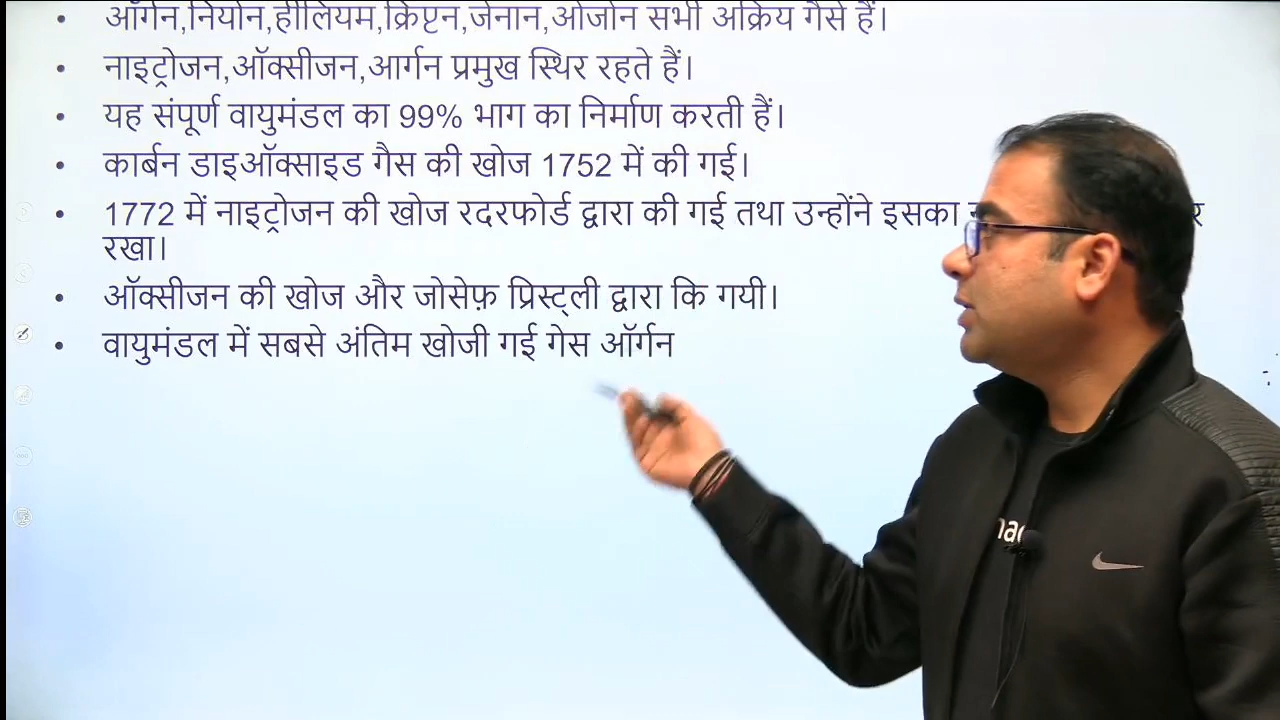 ऑर्गन,नियोन,हीलियम,क्रिप्टन,जेनान,ओजोन सभी अक्रिय गैसे हैं।
• नाइट्रोजन,ऑक्सीजन,आर्गन प्रमुख स्थिर रहते हैं।
• यह संपूर्ण वायुमंडल का 99% भाग का निर्माण करती हैं।
• कार्बन डाइऑक्साइड गैस की खोज 1752 में की गई।
• 1772 में नाइट्रोजन की खोज रदरफोर्ड द्वारा की गई तथा उन्होंने इसका
रखा।
• ऑक्सीजन की खोज और जोसेफ़ प्रिस्ट्ली द्वारा कि गयी।
• वायुमंडल में सबसे अंतिम खोजी गई गेस ऑर्गन